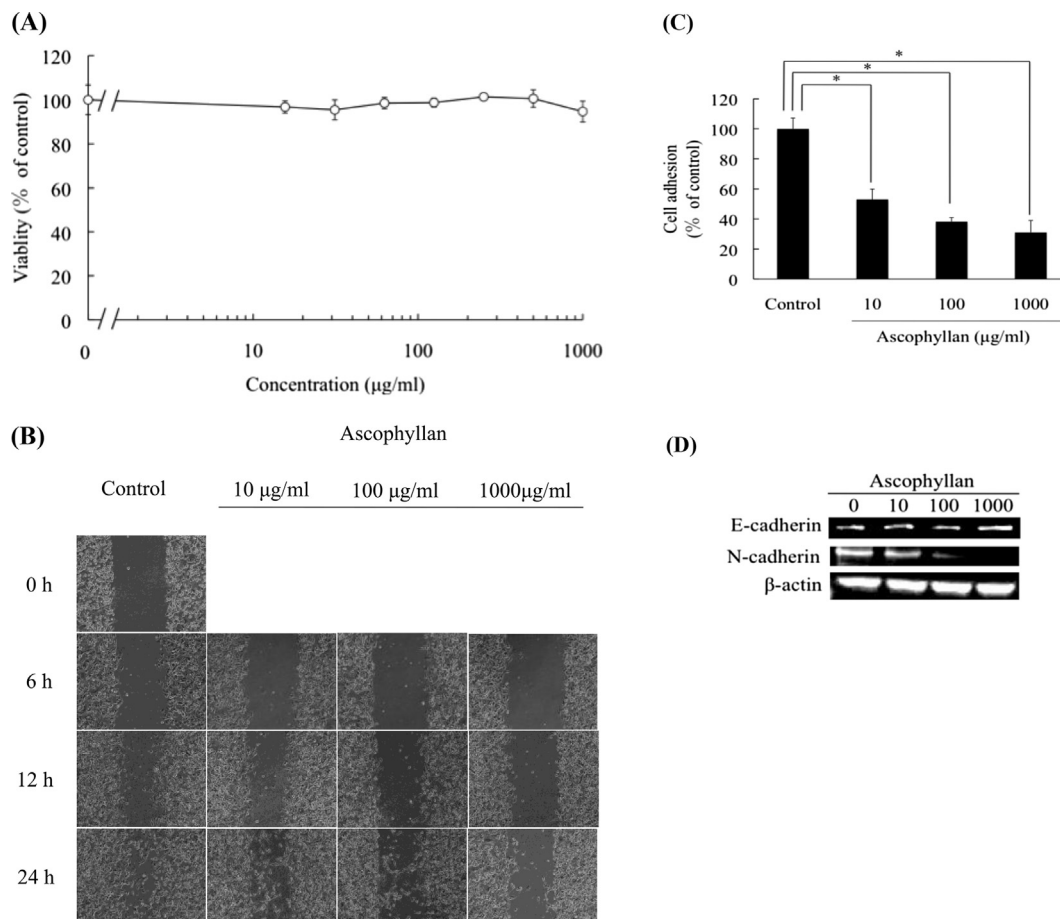 (A)
Viablity (% of control)
120
100
80
60
40
20
0
0 10 100 1000
Concentration (μg/ml)
(B)
Ascophyllan
Control 10 μg/ml 100 μg/ml 1000μg/ml
0 h
6 h
12 h
24 h
(C)
*
*
*
Cell adhesion
(% of control)
120
100
80
60
40
20
0
Control 10 100 1000
Ascophyllan (μg/ml)
(D)
Ascophyllan
0 10 100 1000
E-cadherin
N-cadherin
β-actin